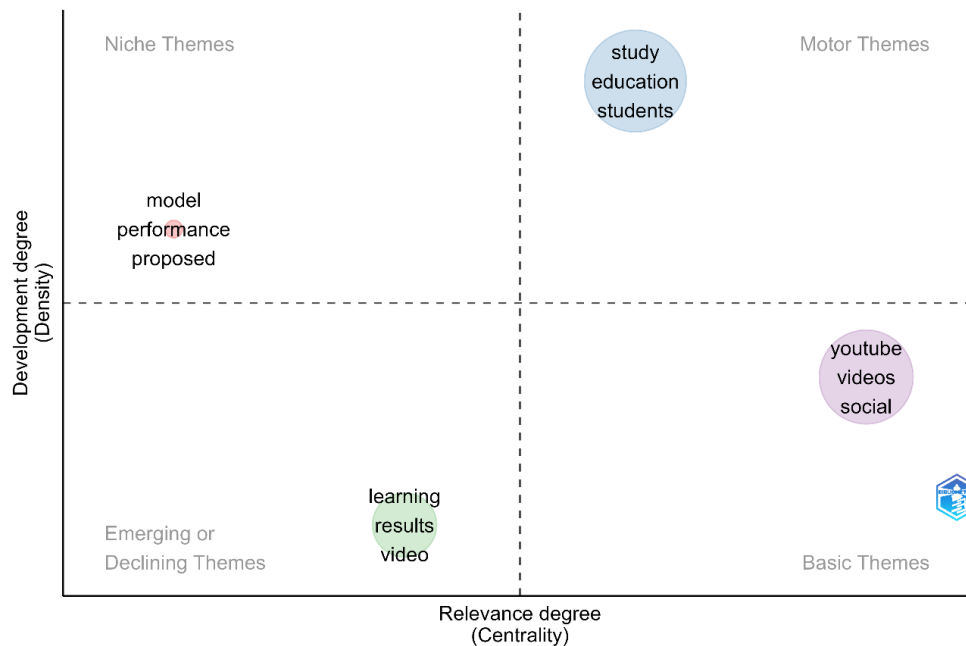 Niche Themes
Motor Themes
study
education
students
model
performance
proposed
Development degree
(Density)
youtube
videos
social
learning
results
video
Emerging or
Declining Themes
Basic Themes
Relevance degree
(Centrality)